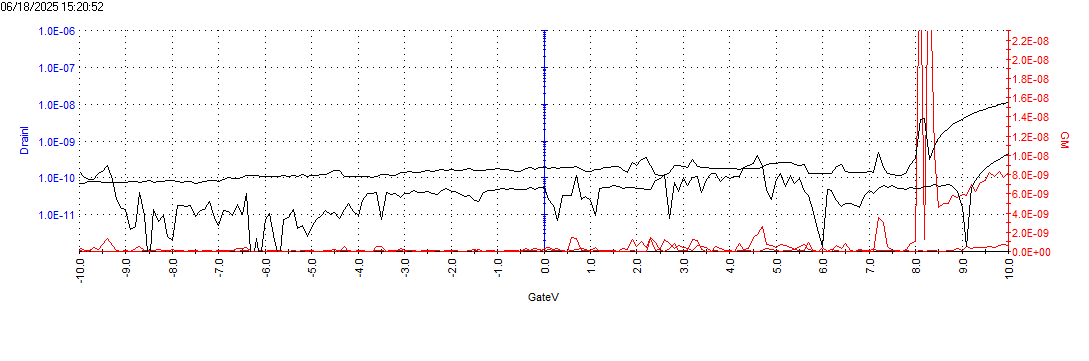 06/18/2025 15:20:52
1.0E-06
1.0E-07
1.0E-08
1.0E-09
1.0E-10
1.0E-11
DrainI
2.2E-08
2.0E-08
1.8E-08
1.6E-08
1.4E-08
1.2E-08
1.0E-08
8.0E-09
6.0E-09
4.0E-09
2.0E-09
0.0E+00
GM
-10.0 -9.0 -8.0 -7.0 -6.0 -5.0 -4.0 -3.0 -2.0 -1.0 0.0 1.0 2.0 3.0 4.0 5.0 6.0 7.0 8.0 9.0 10.0
GateV